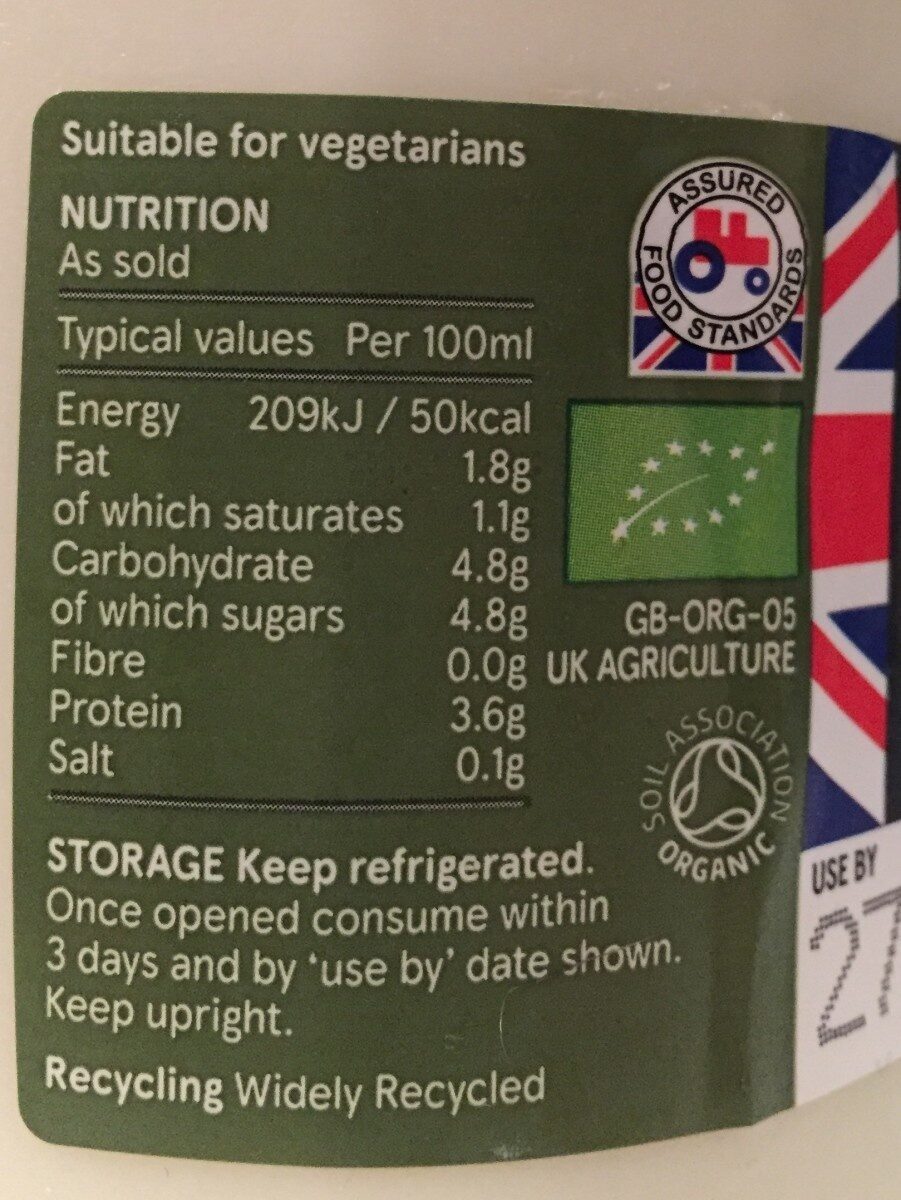 Suitable for vegetarians
NUTRITION
As sold
Typical values Per 100ml
Energy 209kJ / 50kcal
Fat 1.8g
of which saturates 1.1g
Carbohydrate 4.8g
of which sugars 4.8g
Fibre 0.0g
Protein 3.6g
Salt 0.1g
STORAGE Keep refrigerated.
Once opened consume within
3 days and by ‘use by’ date shown.
Keep upright.
Recycling Widely Recycled
ASSURED
FOOD STANDARDS
GB-ORG-05
UK AGRICULTURE
SOIL ASSOCIATION
ORGANIC
USE BY
27